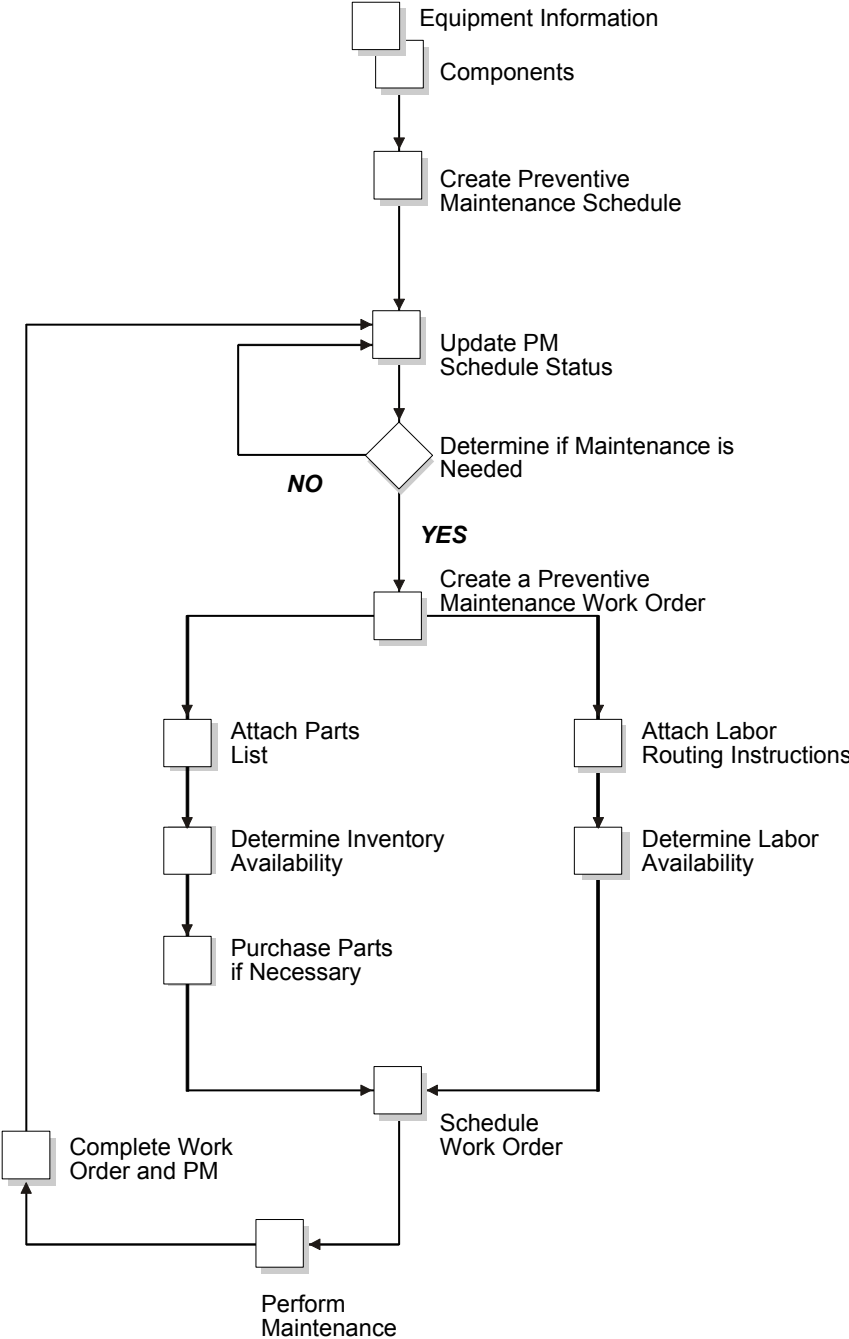 Equipment Information
Components
Create Preventive
Maintenance Schedule
Update PM
Schedule Status
Determine if Maintenance is
Needed
NO
YES
Create a Preventive
Maintenance Work Order
Attach Parts
List
Attach Labor
Routing Instructions
Determine Inventory
Availability
Determine Labor
Availability
Purchase Parts
if Necessary
Schedule
Work Order
Complete Work
Order and PM
Perform
Maintenance